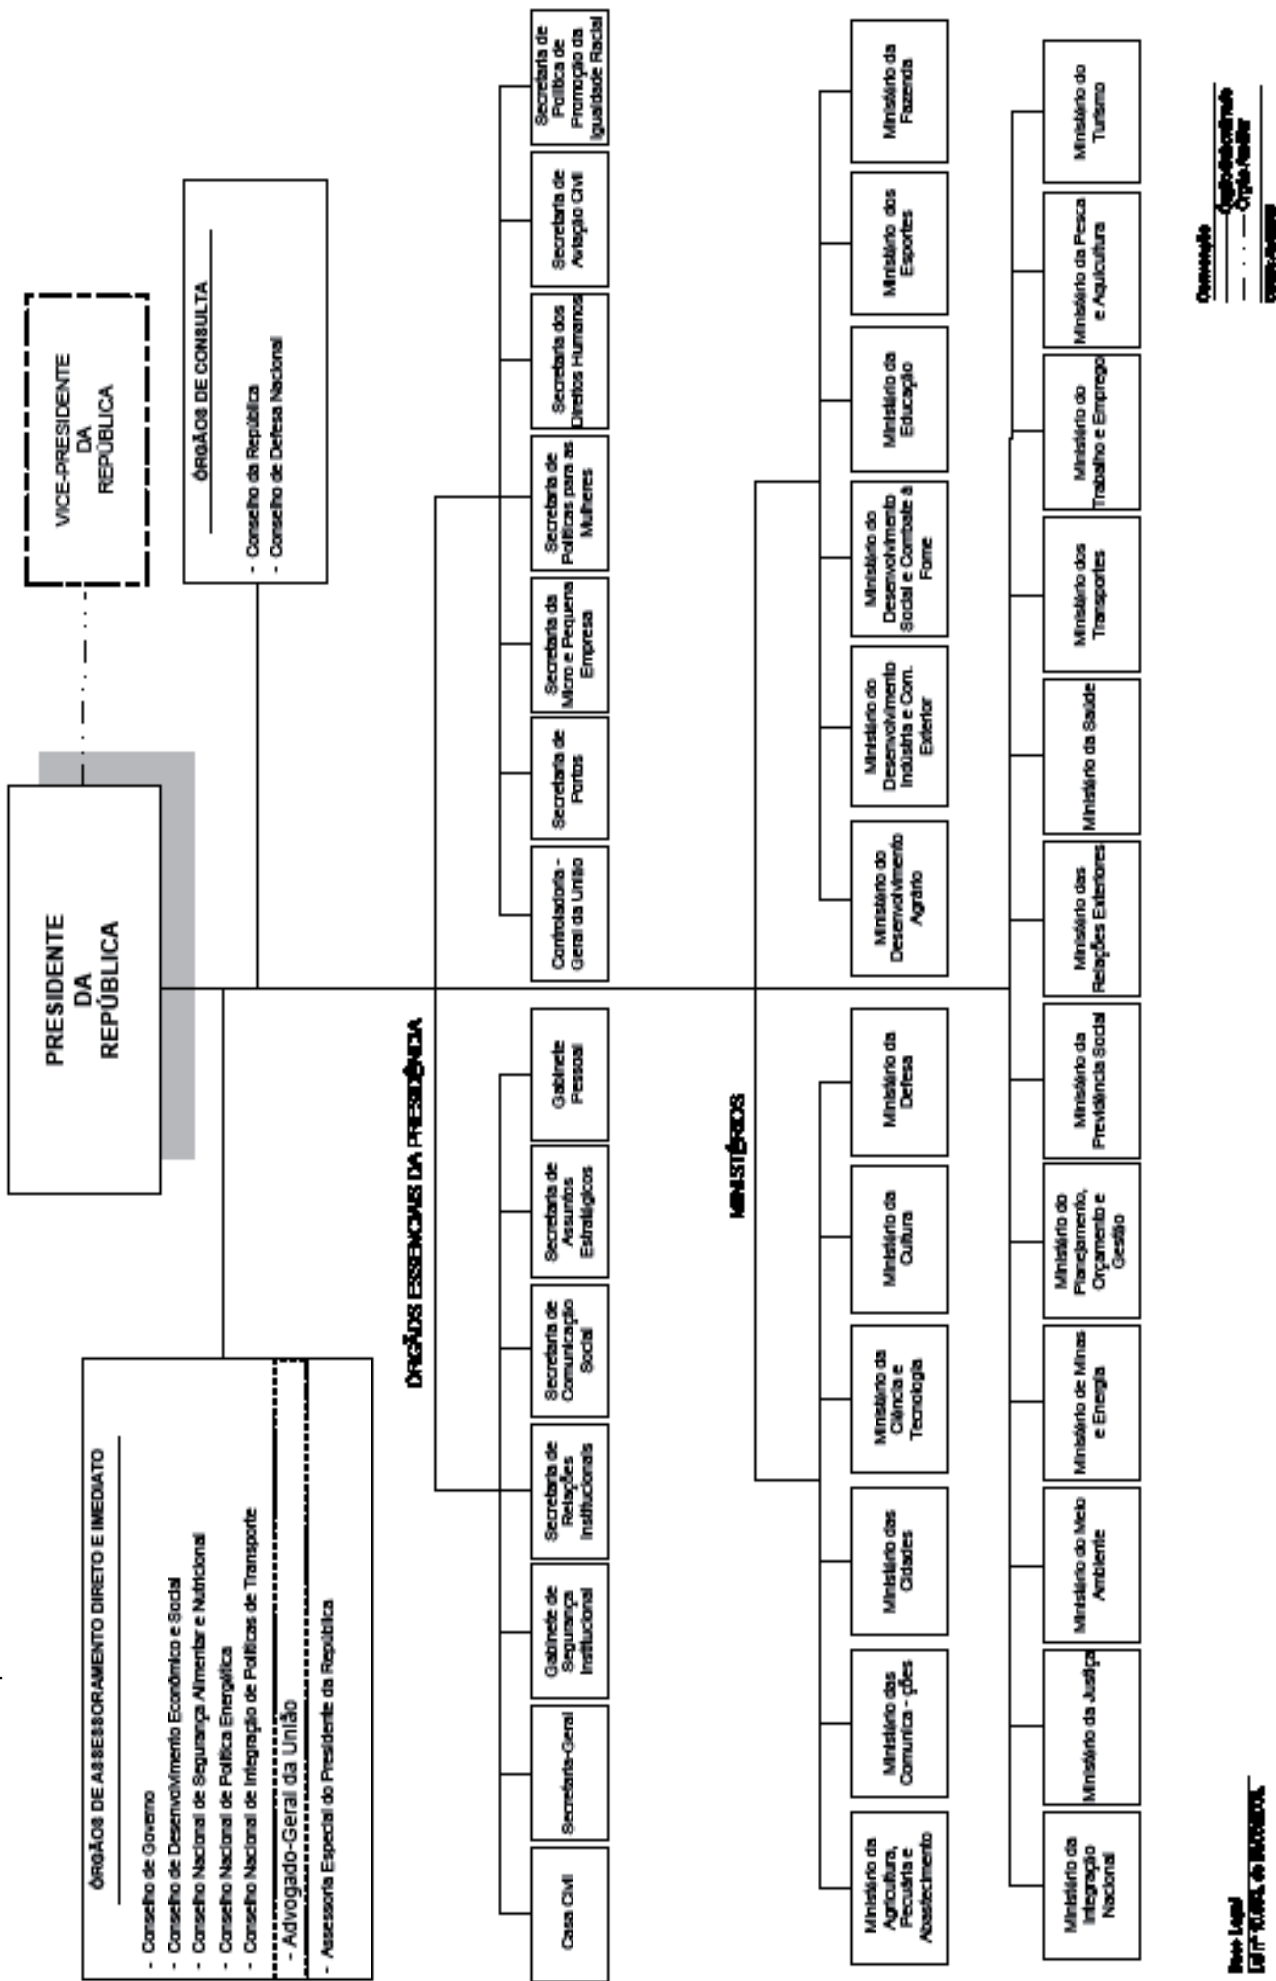 PRESIDENTE
DA
REPÚBLICA
VICE-PRESIDENTE
DA
REPÚBLICA
ÓRGÃOS DE ASSESSORAMENTO DIRETO E IMEDIATO
- Conselho de Governo
- Conselho de Desenvolvimento Econômico e Social
- Conselho Nacional de Segurança Alimentar e Nutricional
- Conselho Nacional de Política Energética
- Conselho Nacional de Integração de Políticas de Transporte
- Advogado-Geral da União
- Assessoria Especial do Presidente da República
ÓRGÃOS DE CONSULTA
- Conselho da República
- Conselho de Defesa Nacional
ÓRGÃOS ESSENCIAIS DA PRESIDÊNCIA
Casa Civil
Secretaria-Geral
Gabinete de
Segurança
Institucional
Secretaria de
Relações
Institucionais
Secretaria de
Comunicação
Social
Secretaria de
Assuntos
Estratégicos
Gabinete
Pessoal
Controladoria -
Geral da União
Secretaria de
Portos
Secretaria da
Micro e Pequena
Empresa
Secretaria de
Políticas para as
Mulheres
Secretaria dos
Direitos Humanos
Secretaria de
Aviação Civil
Secretaria de
Política de
Promoção da
Igualdade Racial
MINISTÉRIOS
Ministério da
Agricultura,
Pecuária e
Abastecimento
Ministério das
Comunica - ções
Ministério das
Cidades
Ministério da
Ciência e
Tecnologia
Ministério da
Cultura
Ministério da
Defesa
Ministério do
Desenvolvimento
Agrário
Ministério do
Desenvolvimento
Indústria e Com.
Exterior
Ministério do
Desenvolvimento
Social e Combate à
Fome
Ministério da
Educação
Ministério dos
Esportes
Ministério da
Fazenda
Ministério da
Integração
Nacional
Ministério da Justiça
Ministério do Meio
Ambiente
Ministério de Minas
e Energia
Ministério do
Planejamento,
Orçamento e
Gestão
Ministério da
Previdência Social
Ministério das
Relações Exteriores
Ministério da Saúde
Ministério dos
Transportes
Ministério do
Trabalho e Emprego
Ministério da Pesca
e Aquicultura
Ministério do
Turismo
Base Legal
Lei nº
Convenção
Órgão Subordinado
Órgão Auxiliar